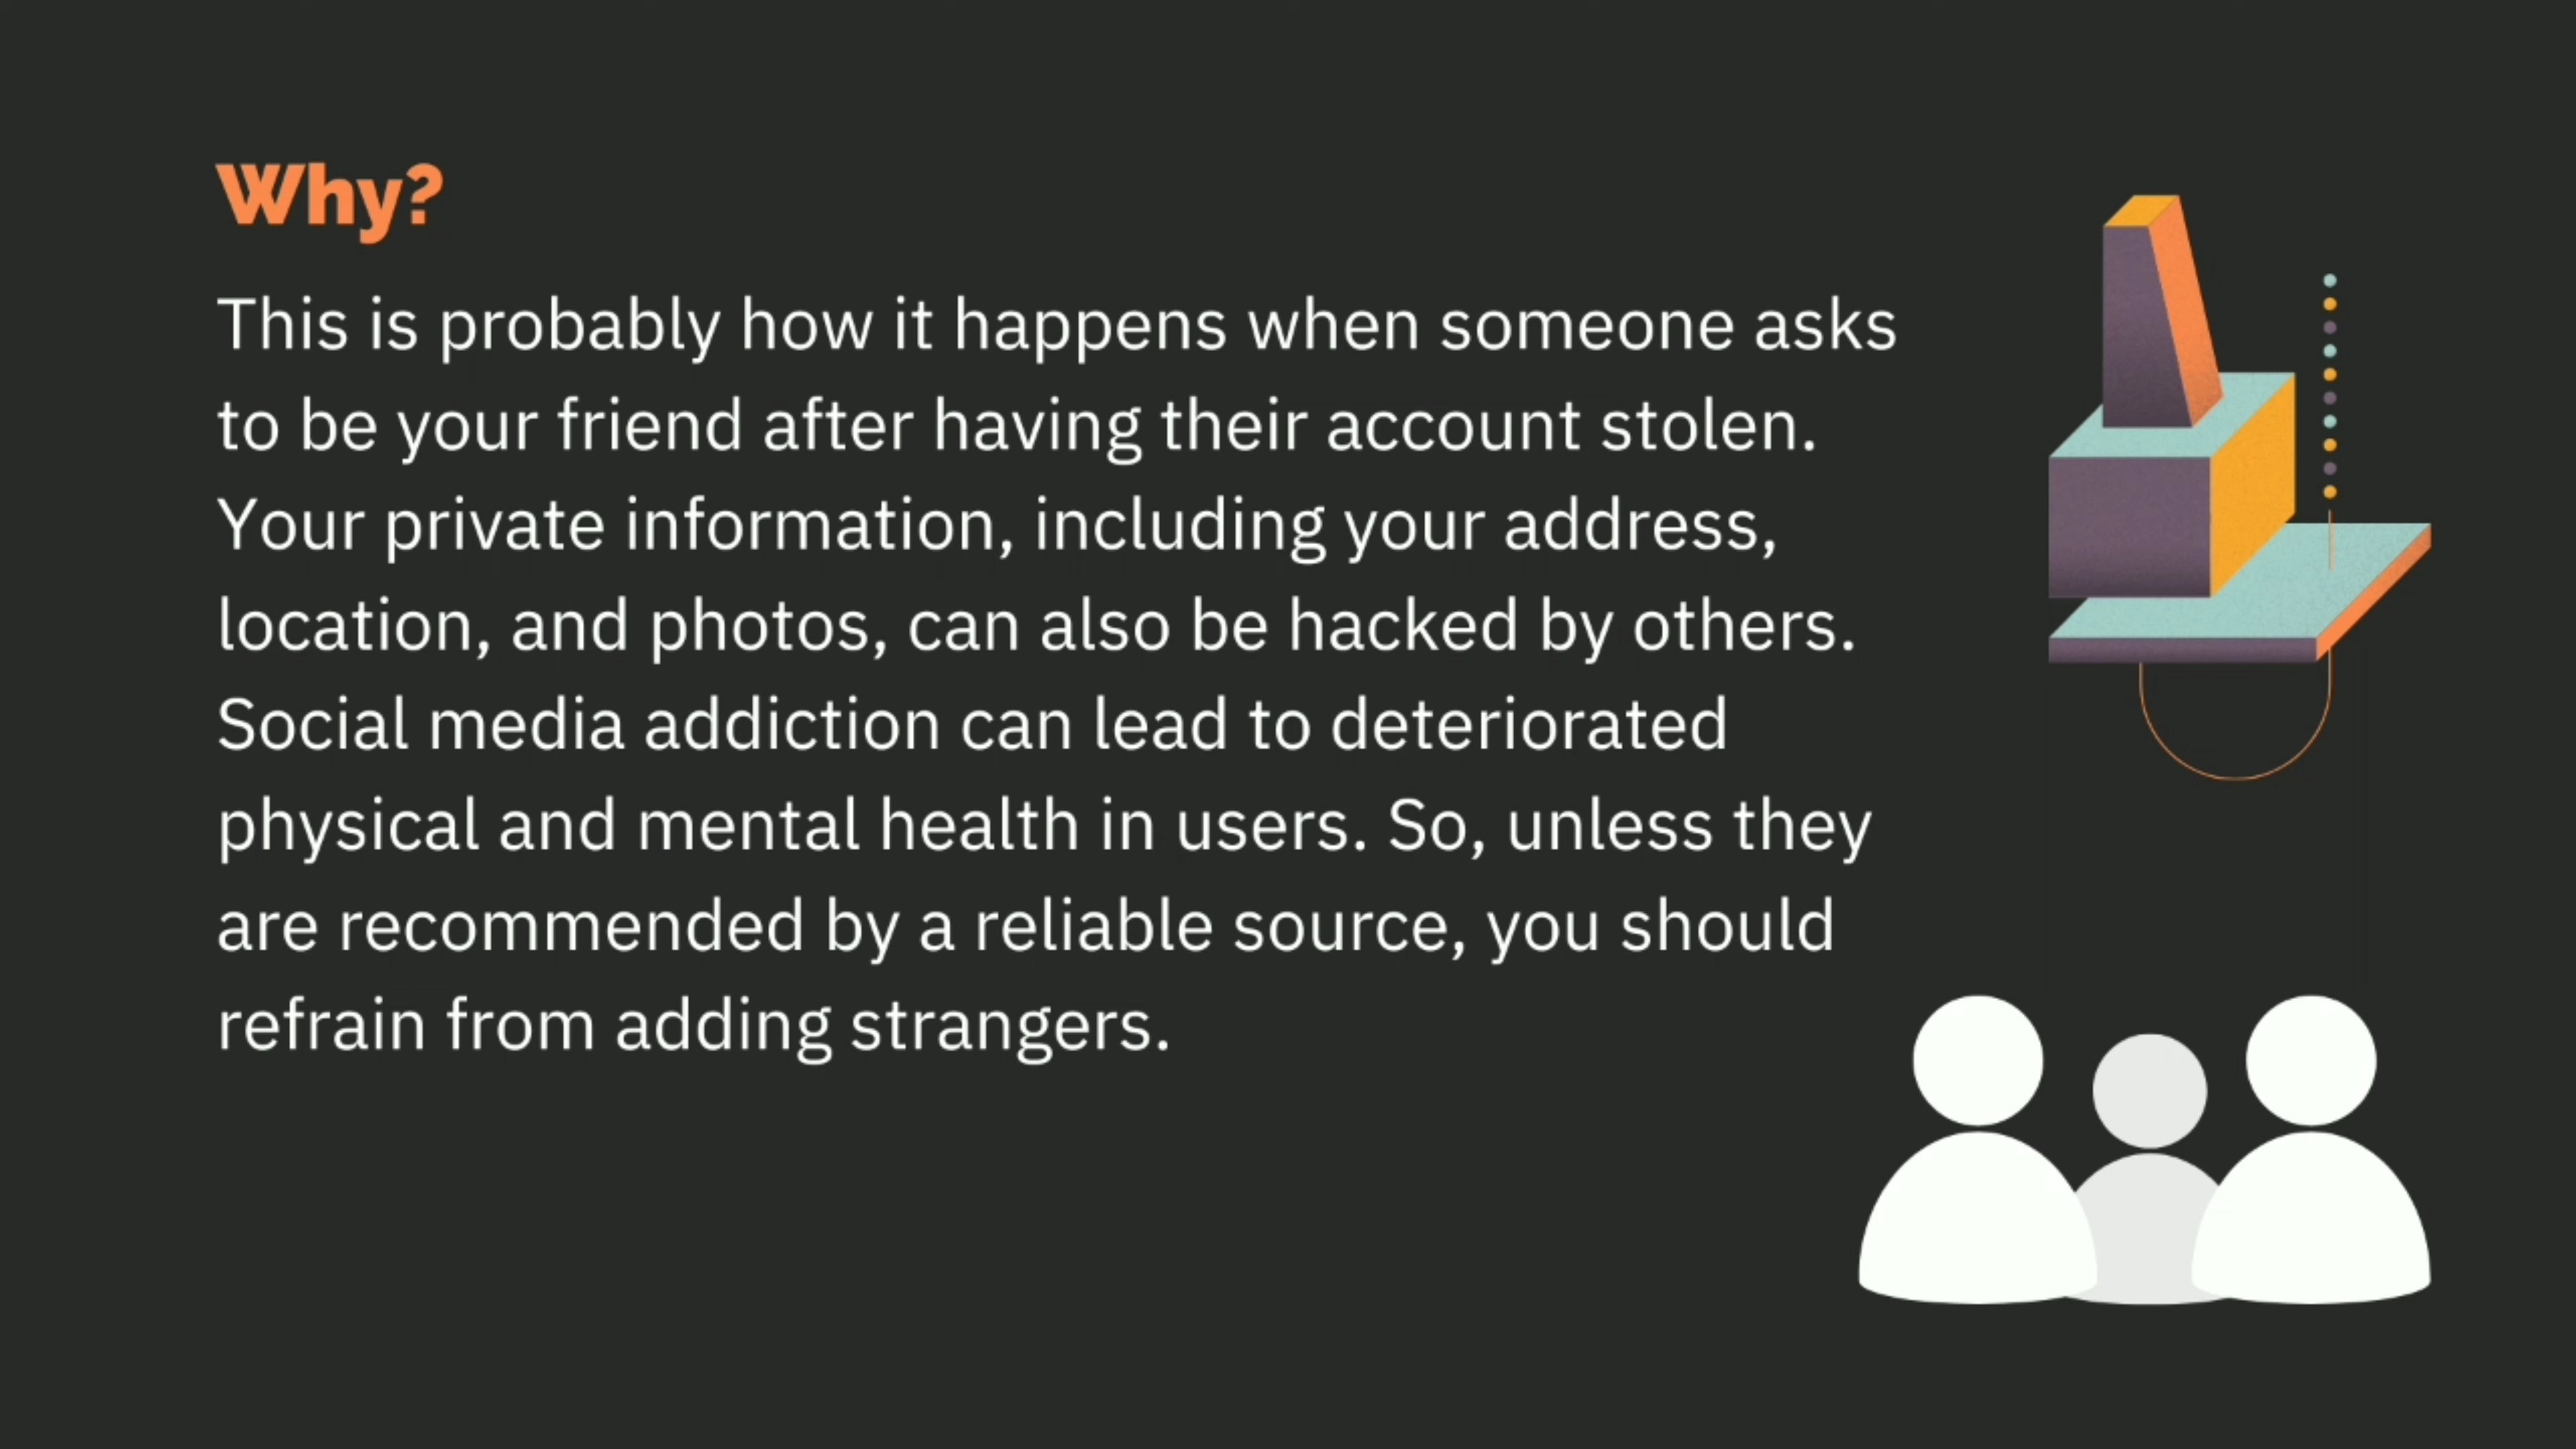 Why?
This is probably how it happens when someone asks
to be your friend after having their account stolen.
Your private information, including your address,
location, and photos, can also be hacked by others.
Social media addiction can lead to deteriorated
physical and mental health in users. So, unless they
are recommended by a reliable source, you should
refrain from adding strangers.